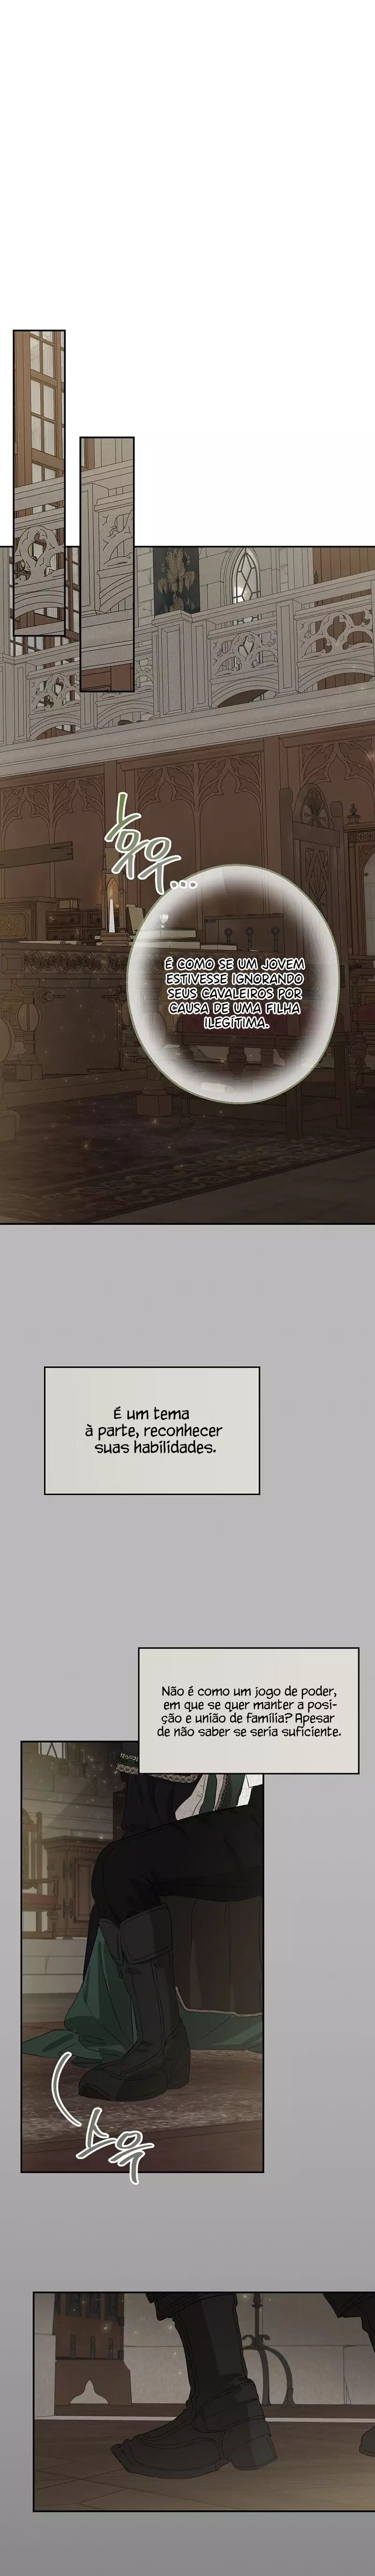 É COMO SE UM JOVEM
ESTIVESSE IGNORANDO
SEUS CAVALEIROS POR
CAUSA DE UMA FILHA
ILEGÍTIMA.
É um tema
à parte, reconhecer
suas habilidades.
Não é como um jogo de poder,
em que se quer manter a posi-
ção e união de família? Apesar
de não saber se seria suficiente.
스윽